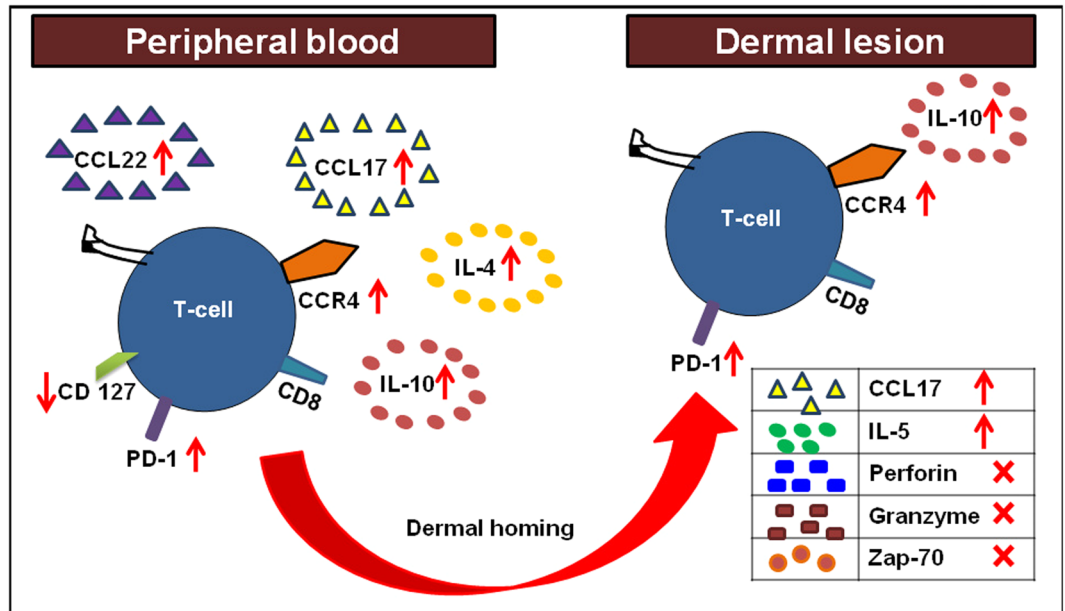 Peripheral blood
Dermal lesion
CCL22
CCL17
IL-4
T-cell
CCR4
CD 127
PD-1
CD8
IL-10
Dermal homing
IL-10
T-cell
CCR4
CD8
PD-1
CCL17
IL-5
Perforin
Granzyme
Zap-70